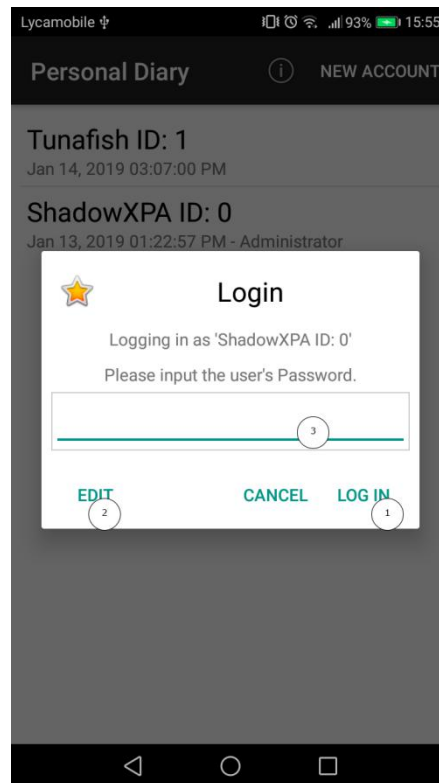 Lycamobile 93% 15:55
Personal Diary i NEW ACCOUNT
Tunafish ID: 1
Jan 14, 2019 03:07:00 PM
ShadowXPA ID: 0
Jan 13, 2019 01:22:57 PM - Administrator
Login
Logging in as 'ShadowXPA ID: 0'
Please input the user's Password.
3
EDIT CANCEL LOG IN
2 1